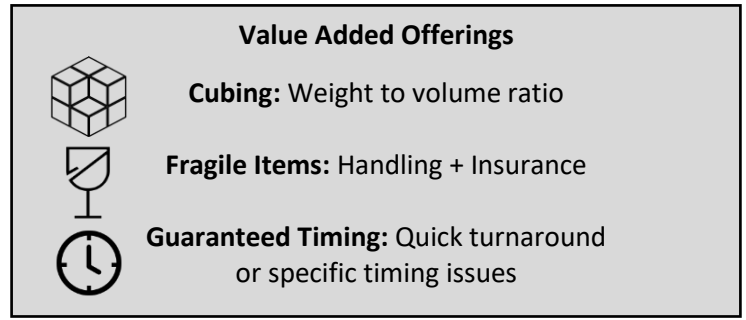 Value Added Offerings
Cubing: Weight to volume ratio
Fragile Items: Handling + Insurance
Guaranteed Timing: Quick turnaround
or specific timing issues